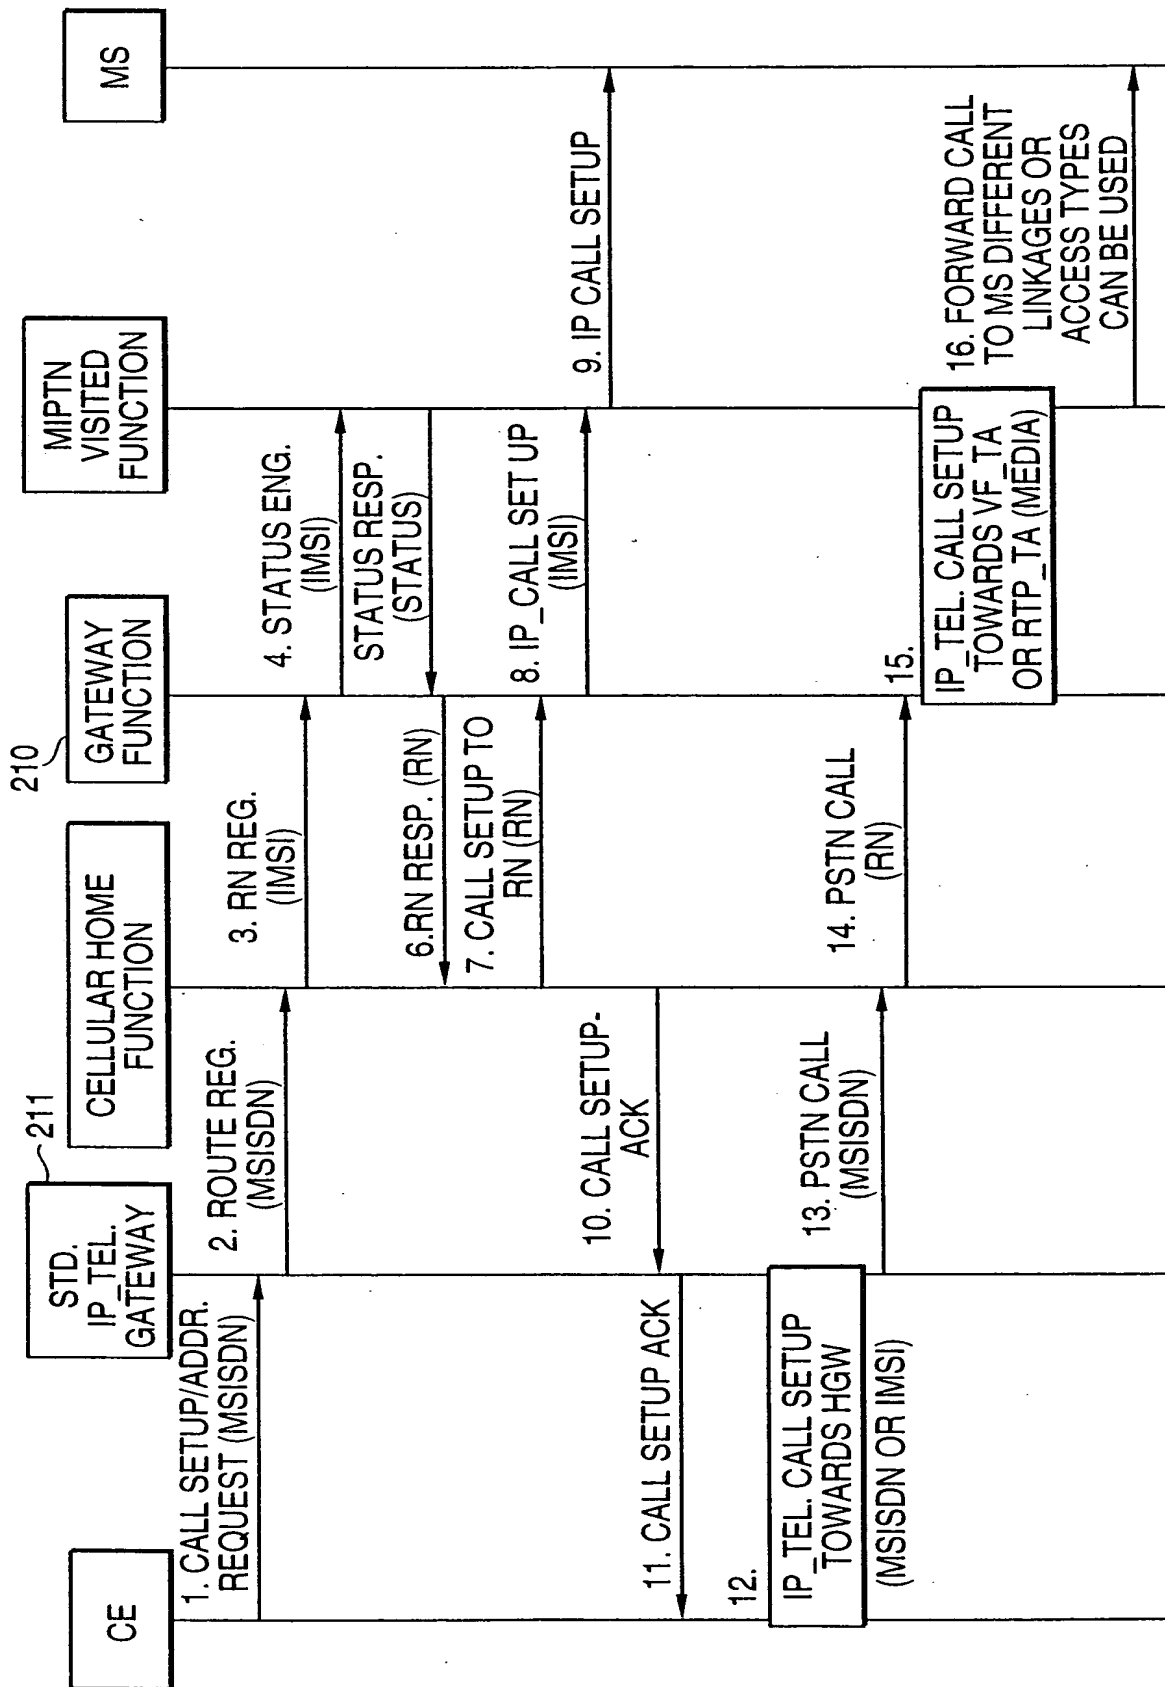 CE
STD.
IP_TEL.
GATEWAY
211
CELLULAR HOME
FUNCTION
GATEWAY
FUNCTION
210
MIPTN
VISITED
FUNCTION
MS
1. CALL SETUP/ADDR.
REQUEST (MSISDN)
2. ROUTE REG.
(MSISDN)
3. RN REG.
(IMSI)
4. STATUS ENG.
(IMSI)
STATUS RESP.
(STATUS)
6.RN RESP. (RN)
7. CALL SETUP TO
RN (RN)
8. IP_CALL SET UP
(IMSI)
9. IP CALL SETUP
10. CALL SETUP-
ACK
11. CALL SETUP ACK
12.
IP_TEL. CALL SETUP
TOWARDS HGW
(MSISDN OR IMSI)
13. PSTN CALL
(MSISDN)
14. PSTN CALL
(RN)
15.
IP_TEL. CALL SETUP
TOWARDS VF_TA
OR RTP_TA (MEDIA)
16. FORWARD CALL
TO MS DIFFERENT
LINKAGES OR
ACCESS TYPES
CAN BE USED